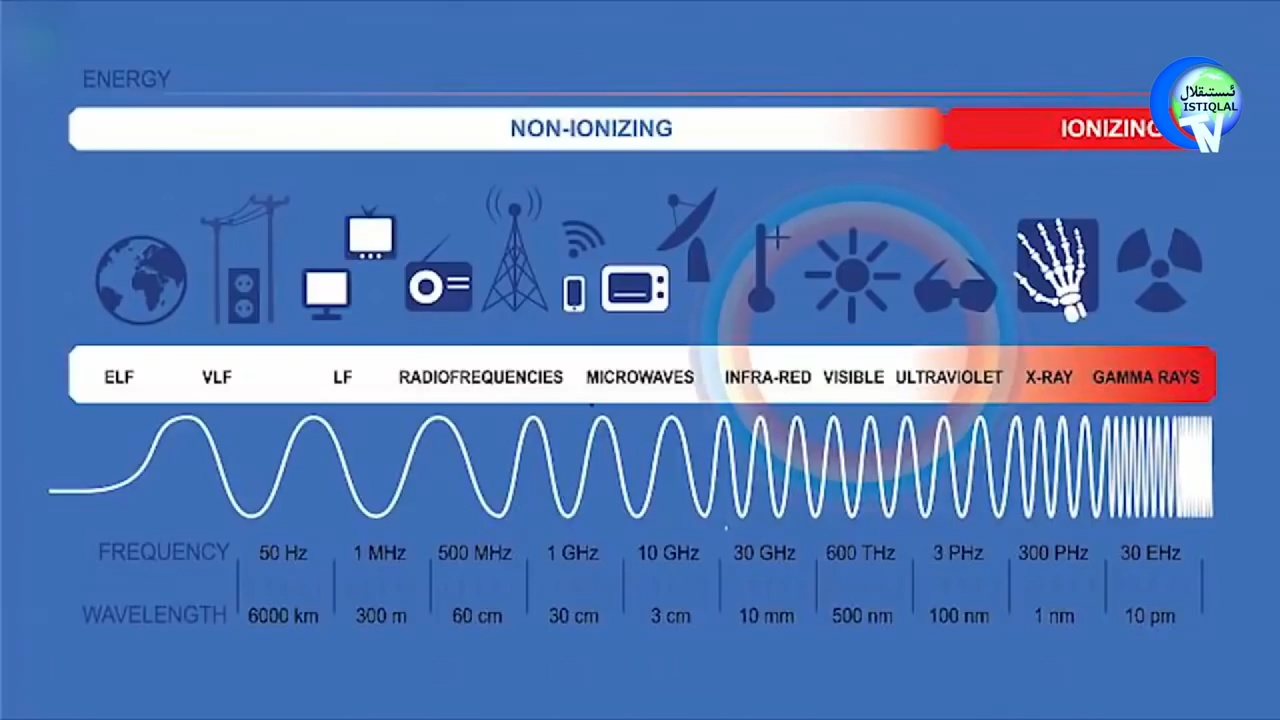 ENERGY
ئىستىقلال
ISTIQLAL
TV
NON-IONIZING
IONIZING
ELF VLF LF RADIOFREQUENCIES MICROWAVES INFRA-RED VISIBLE ULTRAVIOLET X-RAY GAMMA RAYS
FREQUENCY 50 Hz 1 MHz 500 MHz 1 GHz 10 GHz 30 GHz 600 THz 3 PHz 300 PHz 30 EHz
WAVELENGTH 6000 km 300 m 60 cm 30 cm 3 cm 10 mm 500 nm 100 nm 1 nm 10 pm